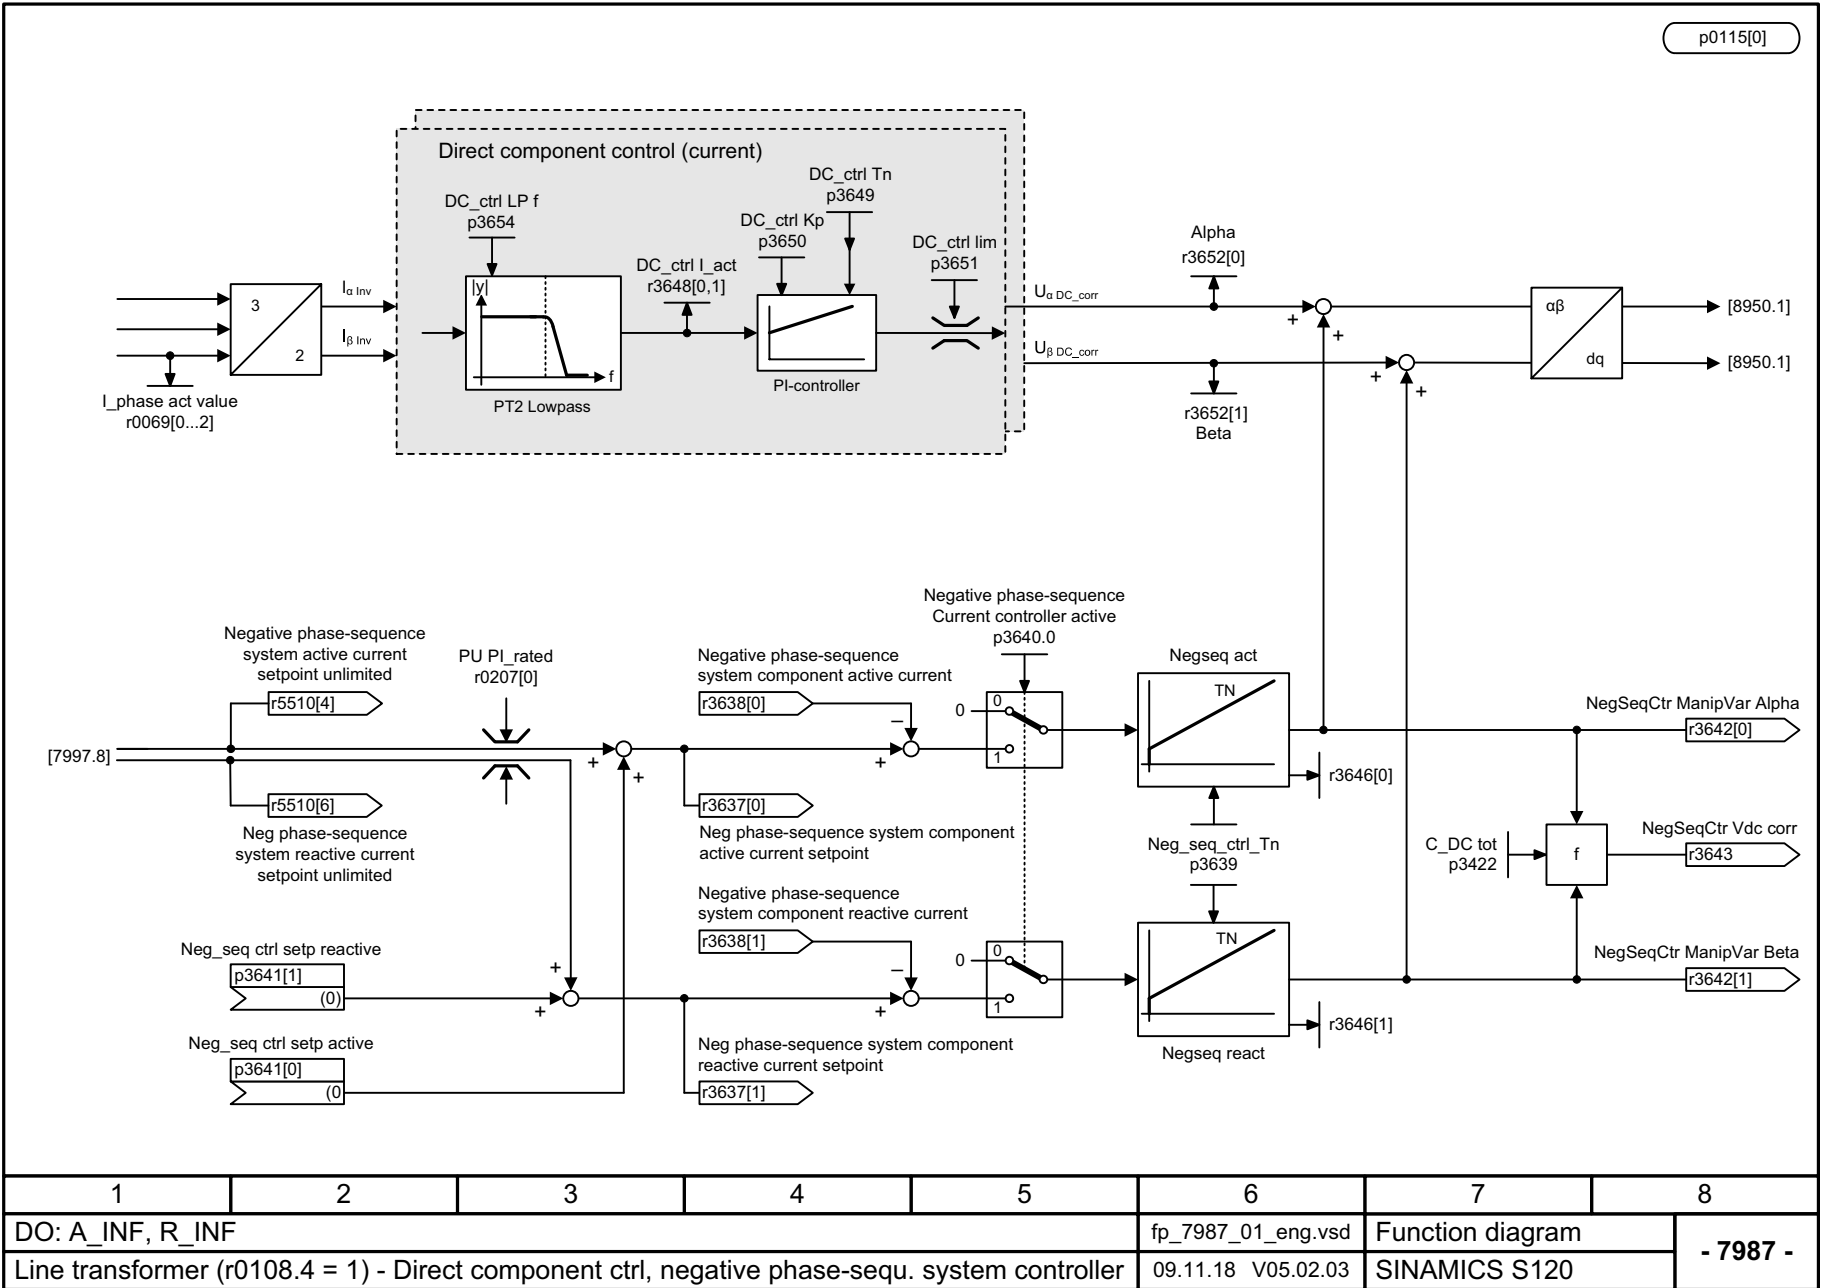 p0115[0]
Direct component control (current)
DC_ctrl LP f
p3654
|y|
f
PT2 Lowpass
DC_ctrl I_act
r3648[0,1]
DC_ctrl Kp
p3650
DC_ctrl Tn
p3649
PI-controller
DC_ctrl lim
p3651
3
2
Iα Inv
Iβ Inv
I_phase act value
r0069[0...2]
Uα DC_corr
Uβ DC_corr
Alpha
r3652[0]
r3652[1]
Beta
+
+
+
+
αβ
dq
[8950.1]
[8950.1]
Negative phase-sequence
system active current
setpoint unlimited
r5510[4]
[7997.8]
r5510[6]
Neg phase-sequence
system reactive current
setpoint unlimited
PU PI_rated
r0207[0]
+
+
Neg_seq ctrl setp reactive
p3641[1]
(0)
+
+
Neg_seq ctrl setp active
p3641[0]
(0
Negative phase-sequence
system component active current
r3638[0]
–
+
r3637[0]
Neg phase-sequence system component
active current setpoint
Negative phase-sequence
system component reactive current
r3638[1]
–
+
Neg phase-sequence system component
reactive current setpoint
r3637[1]
Negative phase-sequence
Current controller active
p3640.0
0
0
1
0
0
1
Negseq act
TN
r3646[0]
Neg_seq_ctrl_Tn
p3639
TN
r3646[1]
Negseq react
NegSeqCtr ManipVar Alpha
r3642[0]
C_DC tot
p3422
f
NegSeqCtr Vdc corr
r3643
NegSeqCtr ManipVar Beta
r3642[1]
1 2 3 4 5 6 7 8
DO: A_INF, R_INF
fp_7987_01_eng.vsd
Function diagram
- 7987 -
Line transformer (r0108.4 = 1) - Direct component ctrl, negative phase-sequ. system controller
09.11.18 V05.02.03
SINAMICS S120